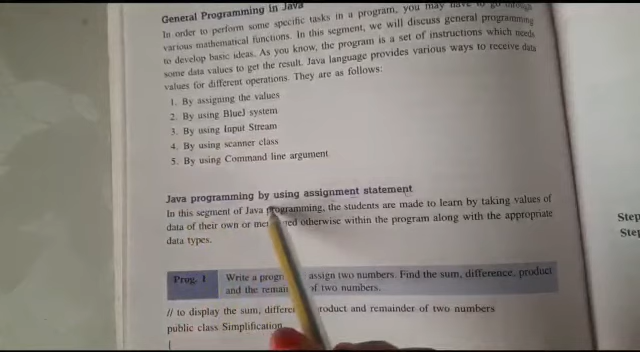 General Programming in Java
In order to perform some specific tasks in a program, you may have to go through
various mathematical functions. In this segment, we will discuss general programming
to develop basic ideas. As you know, the program is a set of instructions which needs
some data values to get the result. Java language provides various ways to receive data
values for different operations. They are as follows:
1. By assigning the values
2. By using BlueJ system
3. By using Input Stream
4. By using scanner class
5. By using Command line argument
Java programming by using assignment statement
In this segment of Java programming, the students are made to learn by taking values of
data of their own or otherwise within the program along with the appropriate
data types.
Prog. 1 Write a assign two numbers. Find the sum, difference, product
and the of two numbers.
// to display the sum, product and remainder of two numbers
public class Simplification
{
Step
Step